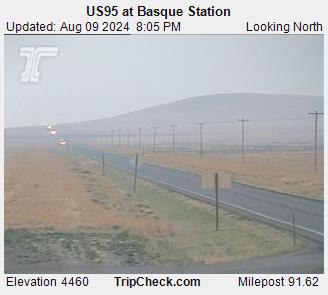 US95 at Basque Station
Updated: Aug 09 2024 8:05 PM Looking North
Elevation 4460 TripCheck.com Milepost 91.62